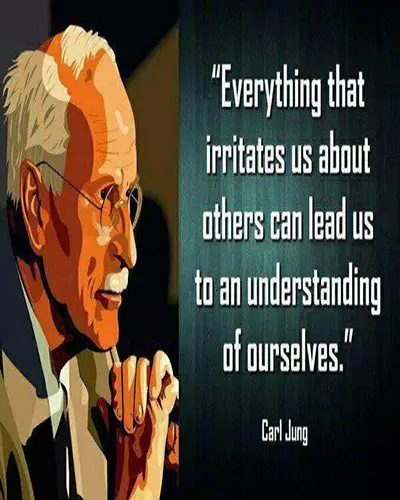 “Everything that
irritates us about
others can lead us
to an understanding
of ourselves.”
Carl Jung